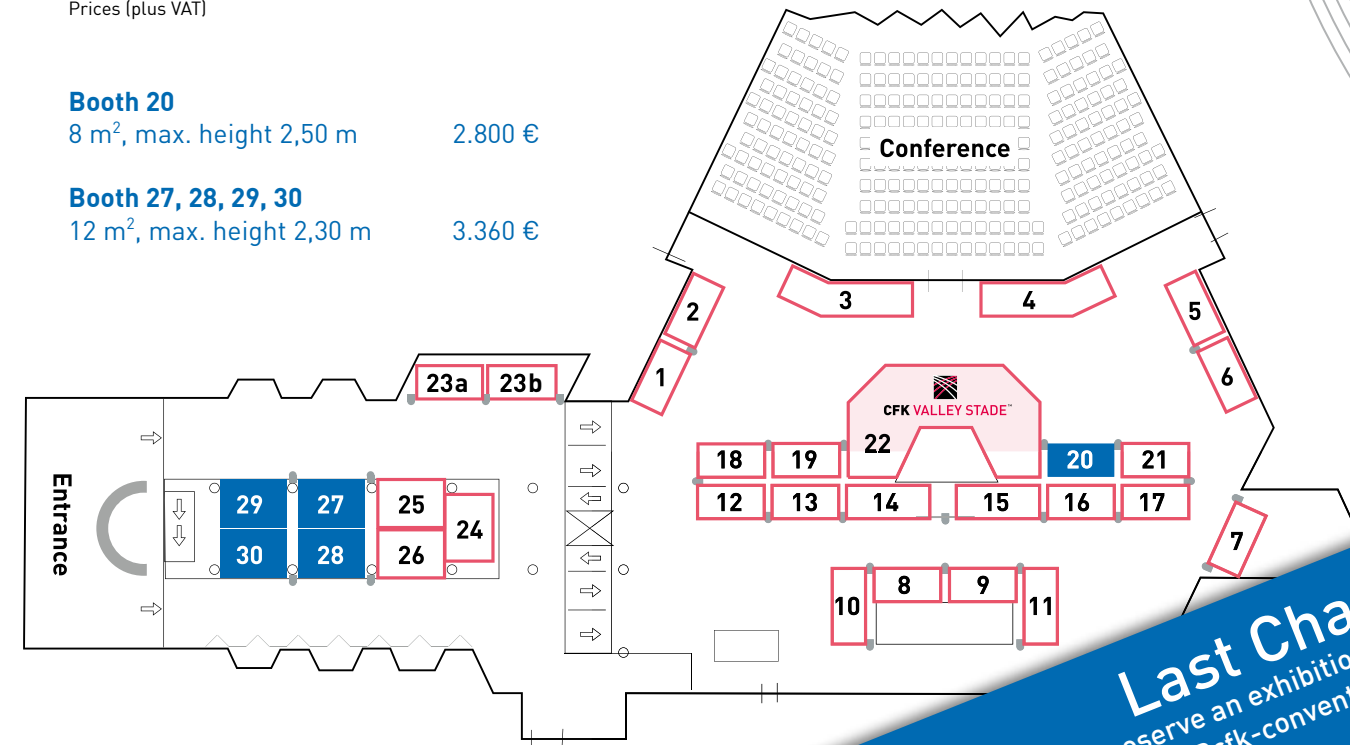 Prices (plus VAT)
Booth 20
8 m², max. height 2,50 m 2.800 €
Booth 27, 28, 29, 30
12 m², max. height 2,30 m 3.360 €
Conference
3
4
2
5
1
6
23a
23b
CFK VALLEY STADE™
22
18
19
20
21
12
13
14
15
16
17
7
Entrance
29
27
25
24
30
28
26
10
8
9
11
Last Cha
eserve an exhibitio
cfk-convent